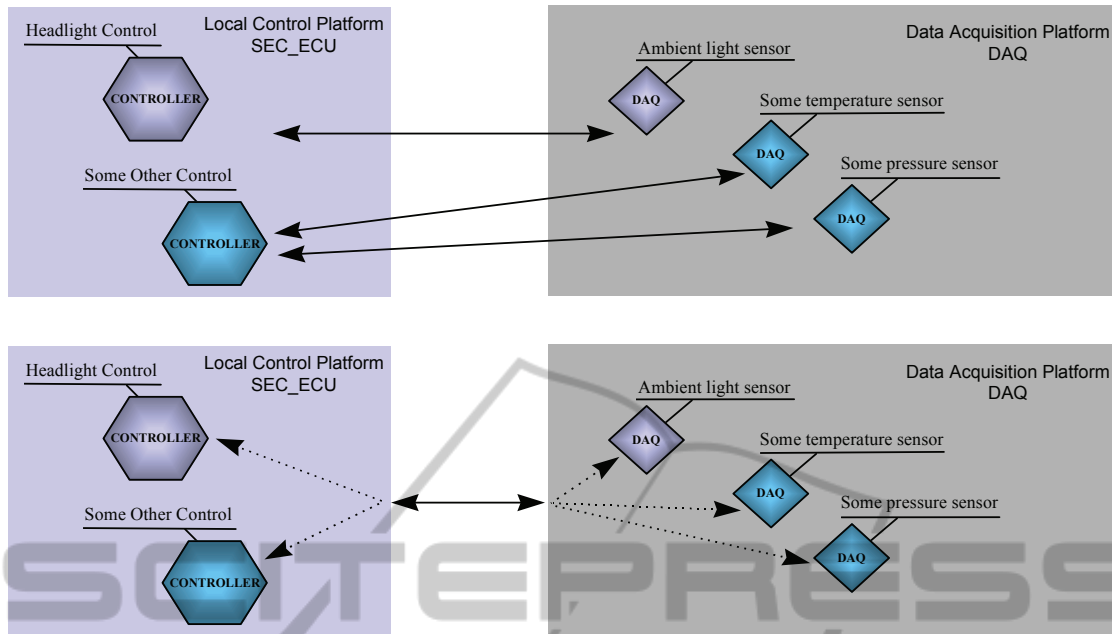 Headlight Control
Local Control Platform
SEC_ECU
CONTROLLER
Some Other Control
CONTROLLER
Data Acquisition Platform
DAQ
Ambient light sensor
DAQ
Some temperature sensor
DAQ
Some pressure sensor
DAQ
Headlight Control
Local Control Platform
SEC_ECU
CONTROLLER
Some Other Control
CONTROLLER
Data Acquisition Platform
DAQ
Ambient light sensor
DAQ
Some temperature sensor
DAQ
Some pressure sensor
DAQ
SCITEPRESS